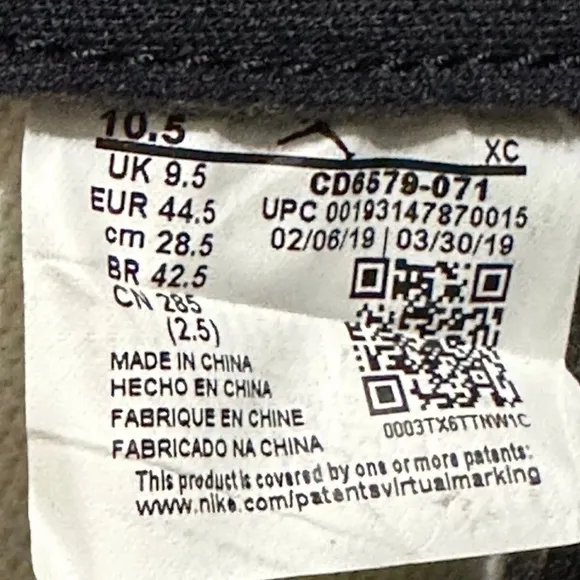 10.5
XC
UK 9.5
EUR 44.5
cm 28.5
BR 42.5
CN 285
(2.5)
CD6579-071
UPC 00193147870015
02/06/19 | 03/30/19
0003TX6TTNW1C
MADE IN CHINA
HECHO EN CHINA
FABRIQUE EN CHINE
FABRICADO NA CHINA
This product is covered by one or more patents:
www.nike.com/patentsvirtualmarking